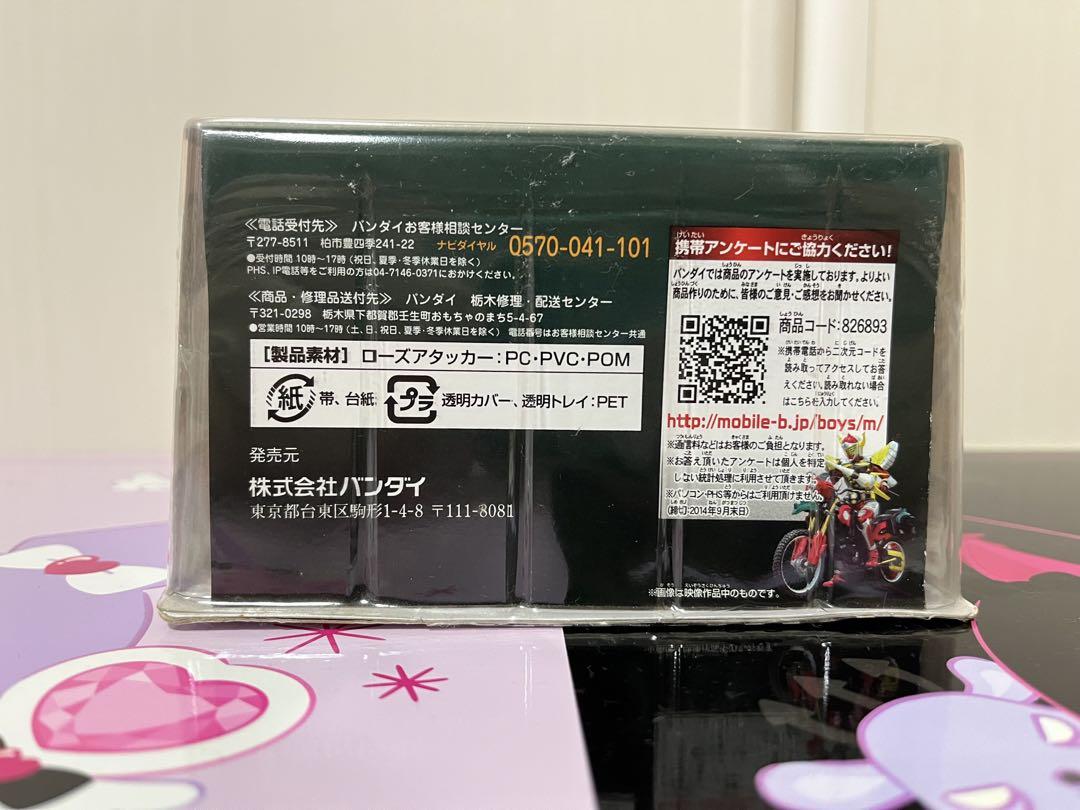 ≪電話受付先≫ バンダイお客様相談センター
〒277-8511 柏市豊四季241-22 ナビダイヤル 0570-041-101
●受付時間 10時~17時(祝日、夏季・冬季休業日を除く)
PHS、IP電話等をご利用の方は04-7146-0371におかけください。
≪商品・修理品送付先≫ バンダイ 栃木修理・配送センター
〒321-0298 栃木県下都賀郡壬生町おもちゃのまち5-4-67
●営業時間 10時~17時(土、日、祝日、夏季・冬季休業日を除く) 電話番号はお客様相談センター共通
[製品素材] ローズアタッカー:PC・PVC・POM
紙 帯、台紙 プラ 透明カバー、透明トレイ:PET
発売元
株式会社バンダイ
東京都台東区駒形1-4-8 〒111-8081
携帯アンケートにご協力ください!
バンダイでは商品のアンケートを実施しております。よりよい
商品作りのために、皆様のご意見・ご感想をお聞かせください。
商品コード:826893
※携帯電話から二次元コードを
読み取ってアクセスしてお答
えください。読み取れない場合
はこちらを入力してください。
http://mobile-b.jp/boys/m/
※通信料などはお客様のご負担となります。
※お答え頂いたアンケートは個人を特定
しない統計処理に利用させて頂きます。
※パソコン・PHS等からはご利用頂けません。
(締切:2014年9月末日)
※画像は映像作品中のものです。